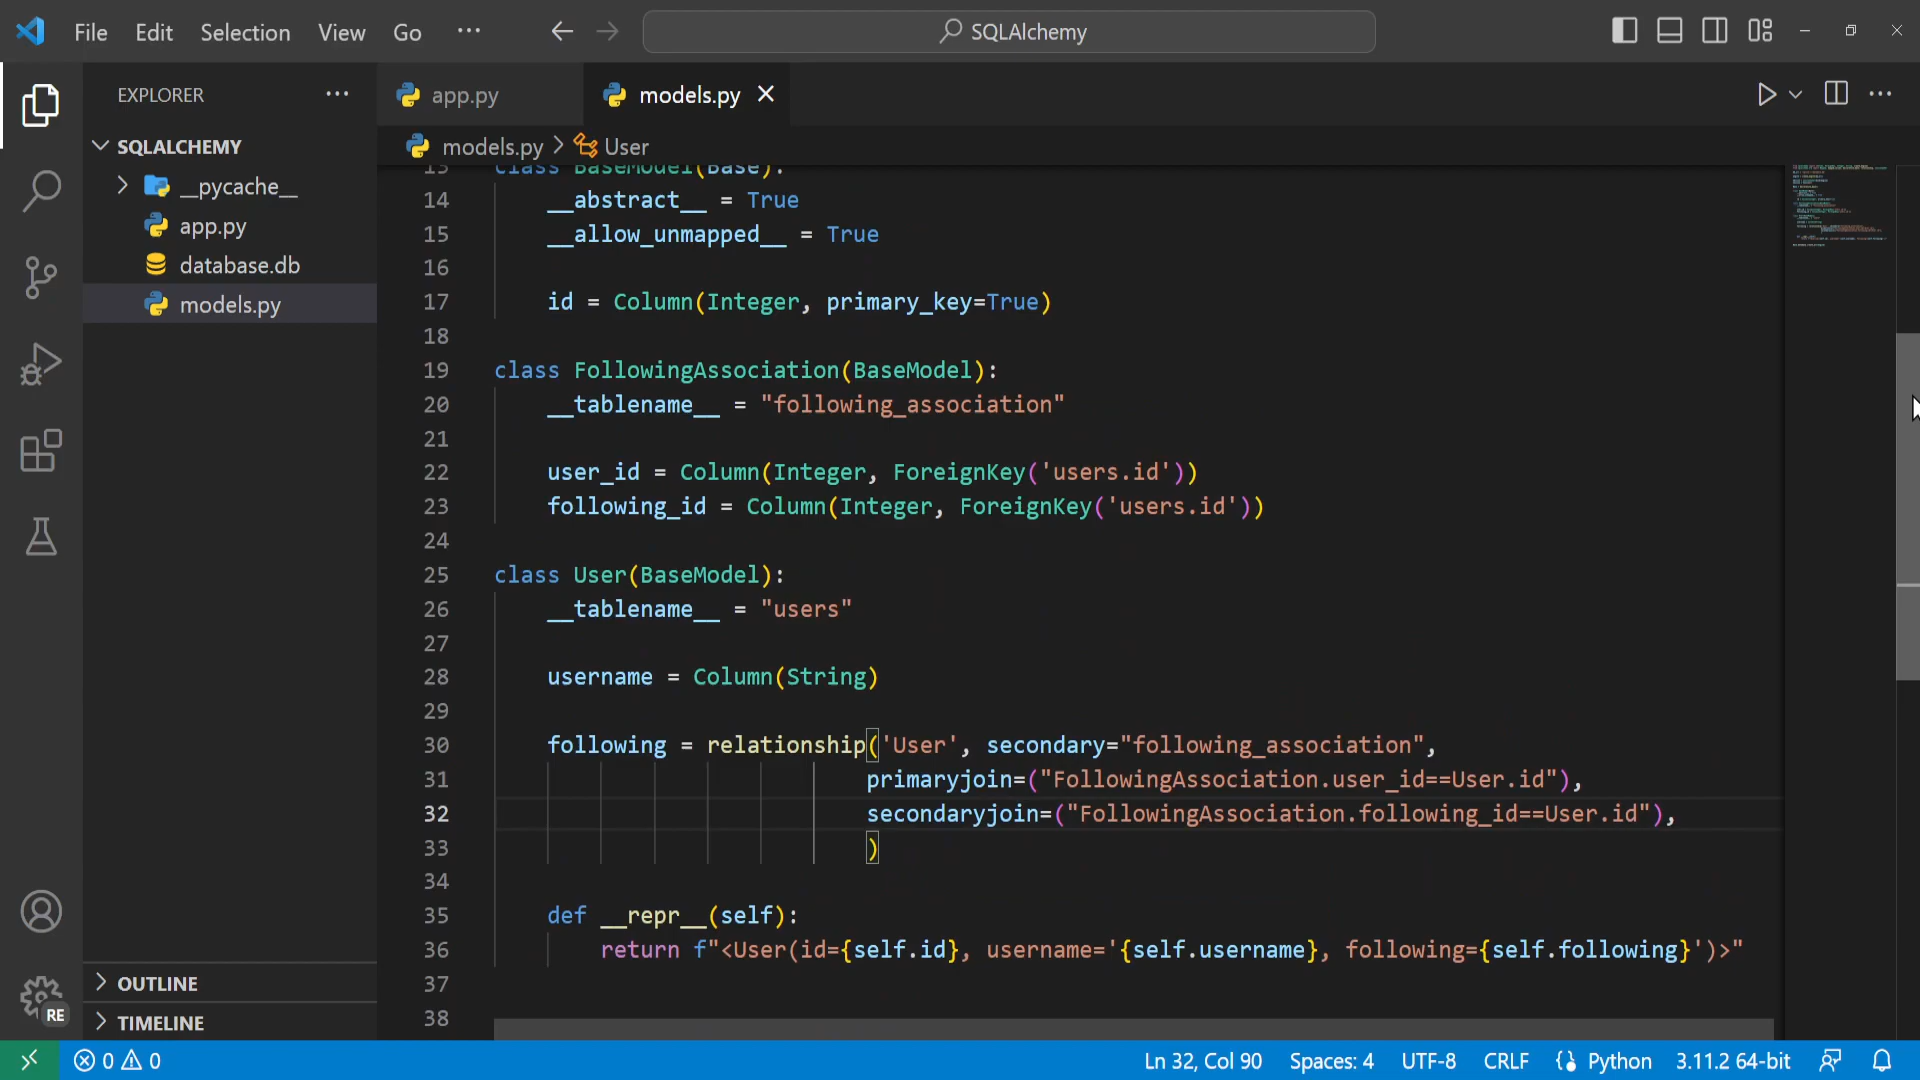 File Edit Selection View Go ··· SQLAlchemy
EXPLORER ···
SQLALCHEMY
__pycache__
app.py
database.db
models.py
OUTLINE
TIMELINE
RE
app.py models.py
models.py > User
13 class BaseModel(Base):
14 __abstract__ = True
15 __allow_unmapped__ = True
16
17 id = Column(Integer, primary_key=True)
18
19 class FollowingAssociation(BaseModel):
20 __tablename__ = "following_association"
21
22 user_id = Column(Integer, ForeignKey('users.id'))
23 following_id = Column(Integer, ForeignKey('users.id'))
24
25 class User(BaseModel):
26 __tablename__ = "users"
27
28 username = Column(String)
29
30 following = relationship('User', secondary="following_association",
31 primaryjoin=("FollowingAssociation.user_id==User.id"),
32 secondaryjoin=("FollowingAssociation.following_id==User.id"),
33 )
34
35 def __repr__(self):
36 return f"<User(id={self.id}, username='{self.username}, following={self.following}')>"
37
38
0 0 Ln 32, Col 90 Spaces: 4 UTF-8 CRLF Python 3.11.2 64-bit